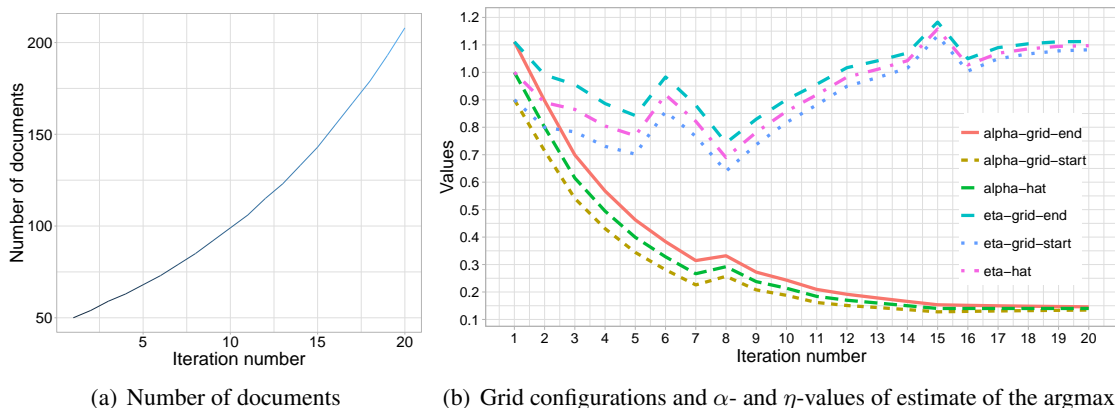 Number of documents
200
150
100
50
5
10
15
20
Iteration number
(a) Number of documents
Values
1.2
1.1
1.0
0.9
0.8
0.7
0.6
0.5
0.4
0.3
0.2
0.1
1 2 3 4 5 6 7 8 9 10 11 12 13 14 15 16 17 18 19 20
Iteration number
alpha−grid−end
alpha−grid−start
alpha−hat
eta−grid−end
eta−grid−start
eta−hat
(b) Grid configurations and α- and η-values of estimate of the argmax